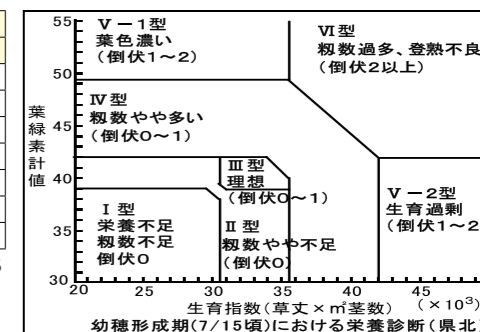 Ⅴ－１型
葉色濃い
(倒伏１～２)
Ⅵ型
籾数過多、登熟不良
(倒伏２以上)
Ⅳ型
籾数やや多い
(倒伏０～１)
Ⅲ型
理想
(倒伏０～１)
Ⅰ型
栄養不足
籾数不足
倒伏０
Ⅱ型
籾数やや不足
(倒伏０)
Ⅴ－２型
生育過剰
(倒伏１～２
葉緑素計値
55
50
45
40
35
30
20
25
30
35
40
45
(×10³)
生育指数(草丈×㎡茎数)
幼穂形成期(7/15頃)における栄養診断(県北